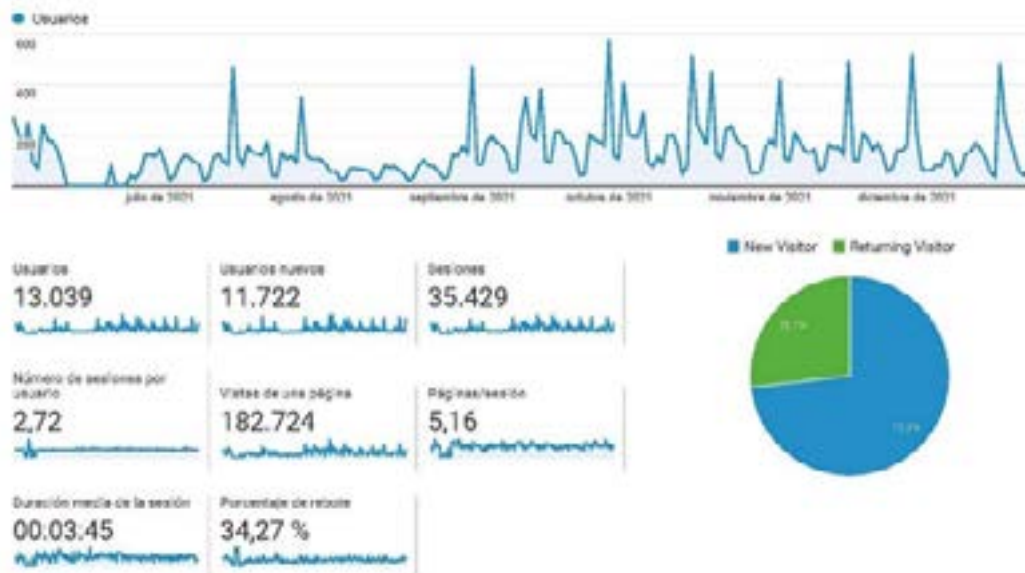 Usuarios
600
400
200
julio de 2021
agosto de 2021
septiembre de 2021
octubre de 2021
noviembre de 2021
diciembre de 2021
New Visitor
Returning Visitor
Usuarios
13.039
Usuarios nuevos
11.722
Sesiones
35.429
Número de sesiones por
usuario
2,72
Vistas de una página
182.724
Páginas/sesión
5,16
Duración media de la sesión
00:03:45
Porcentaje de rebote
34,27 %